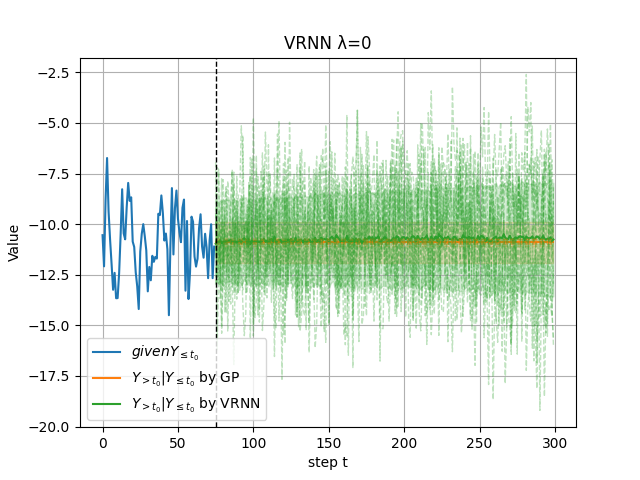 VRNN λ=0
Value
−2.5
−5.0
−7.5
−10.0
−12.5
−15.0
−17.5
−20.0
givenY≤t₀
Y>t₀|Y≤t₀ by GP
Y>t₀|Y≤t₀ by VRNN
0 50 100 150 200 250 300
step t